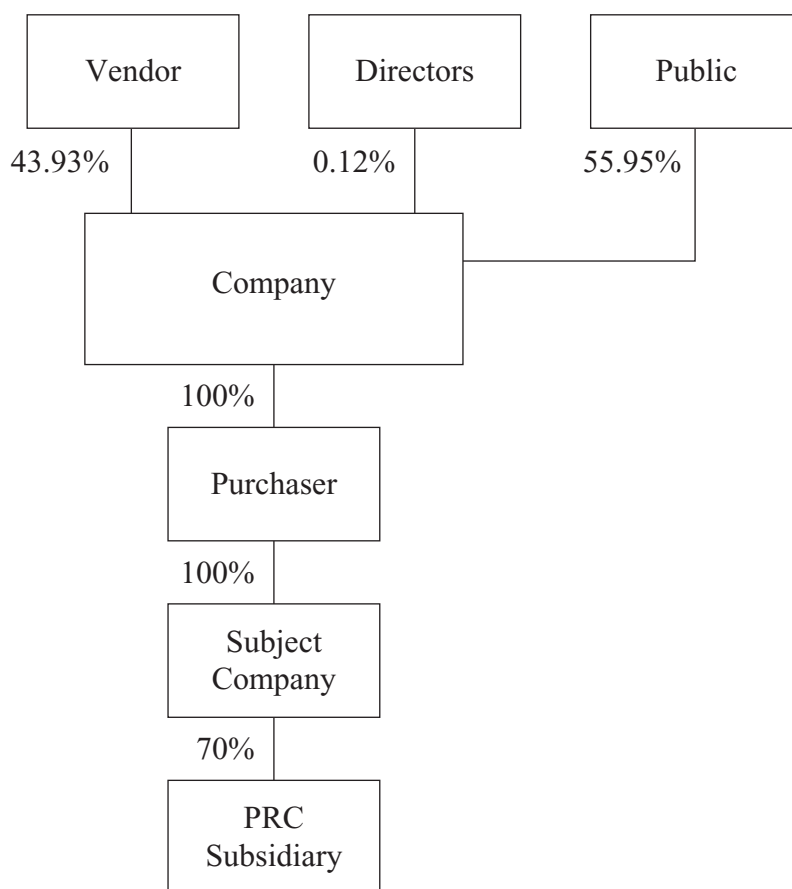 Vendor
Directors
Public
43.93%
0.12%
55.95%
Company
100%
Purchaser
100%
Subject
Company
70%
PRC
Subsidiary